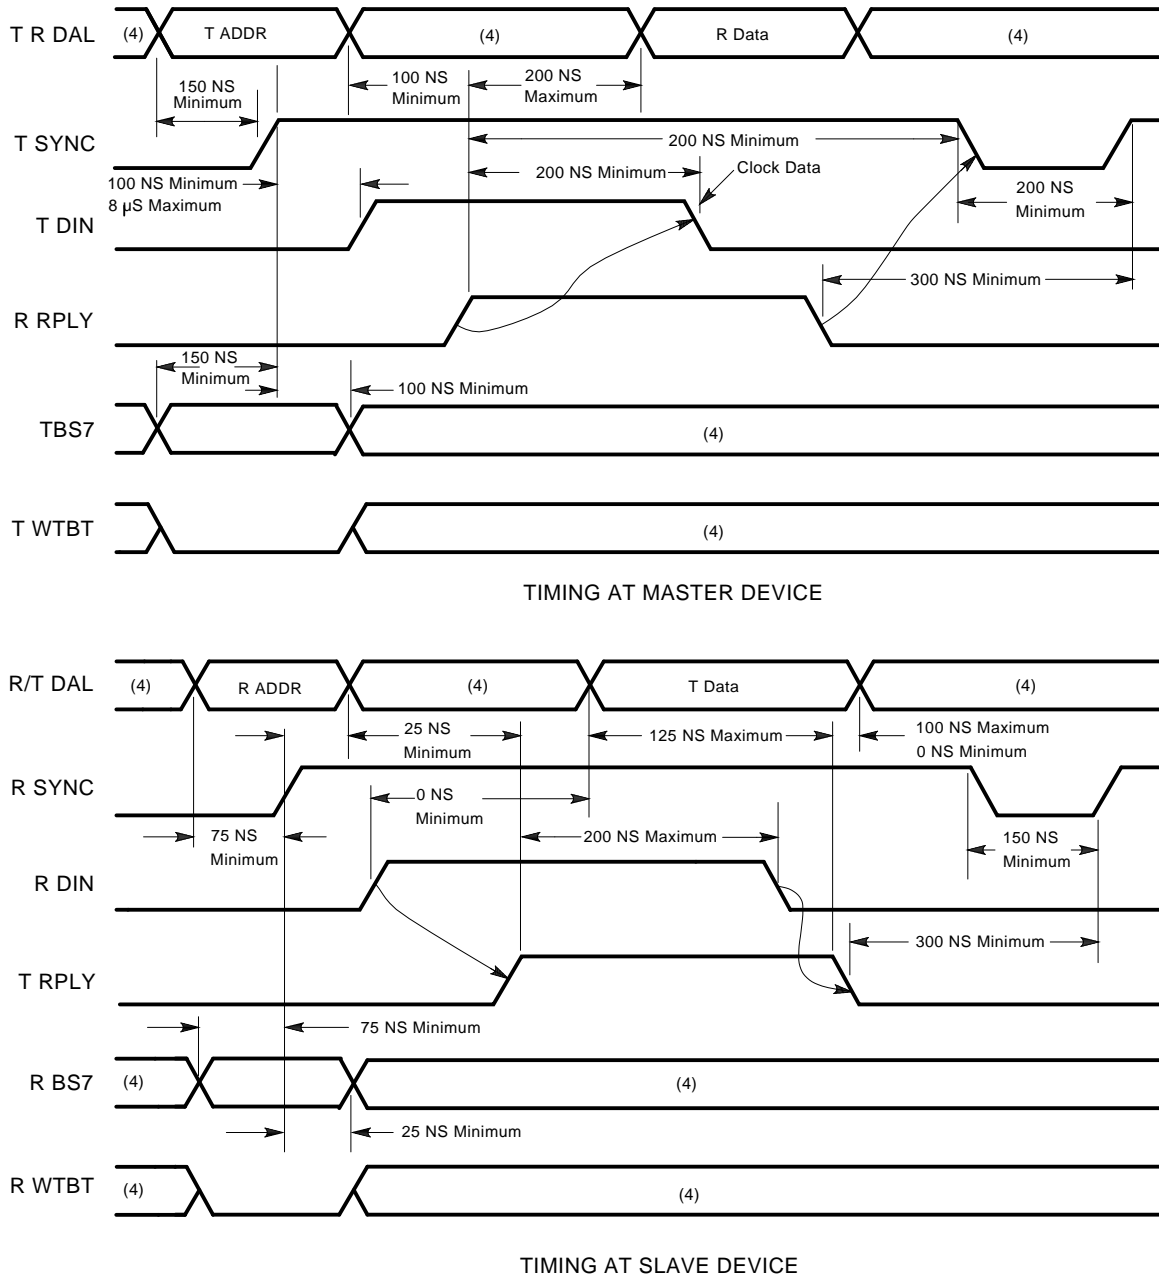 T R DAL
(4)
T ADDR
(4)
R Data
(4)
150 NS
Minimum
100 NS
Minimum
200 NS
Maximum
T SYNC
200 NS Minimum
200 NS Minimum
Clock Data
100 NS Minimum
8 µS Maximum
200 NS
Minimum
T DIN
300 NS Minimum
R RPLY
150 NS
Minimum
100 NS Minimum
TBS7
(4)
T WTBT
(4)
TIMING AT MASTER DEVICE
R/T DAL
(4)
R ADDR
(4)
T Data
(4)
25 NS
Minimum
125 NS Maximum
100 NS Maximum
0 NS Minimum
R SYNC
0 NS
Minimum
75 NS
Minimum
200 NS Maximum
150 NS
Minimum
R DIN
300 NS Minimum
T RPLY
75 NS Minimum
R BS7
(4)
(4)
25 NS Minimum
R WTBT
(4)
(4)
TIMING AT SLAVE DEVICE